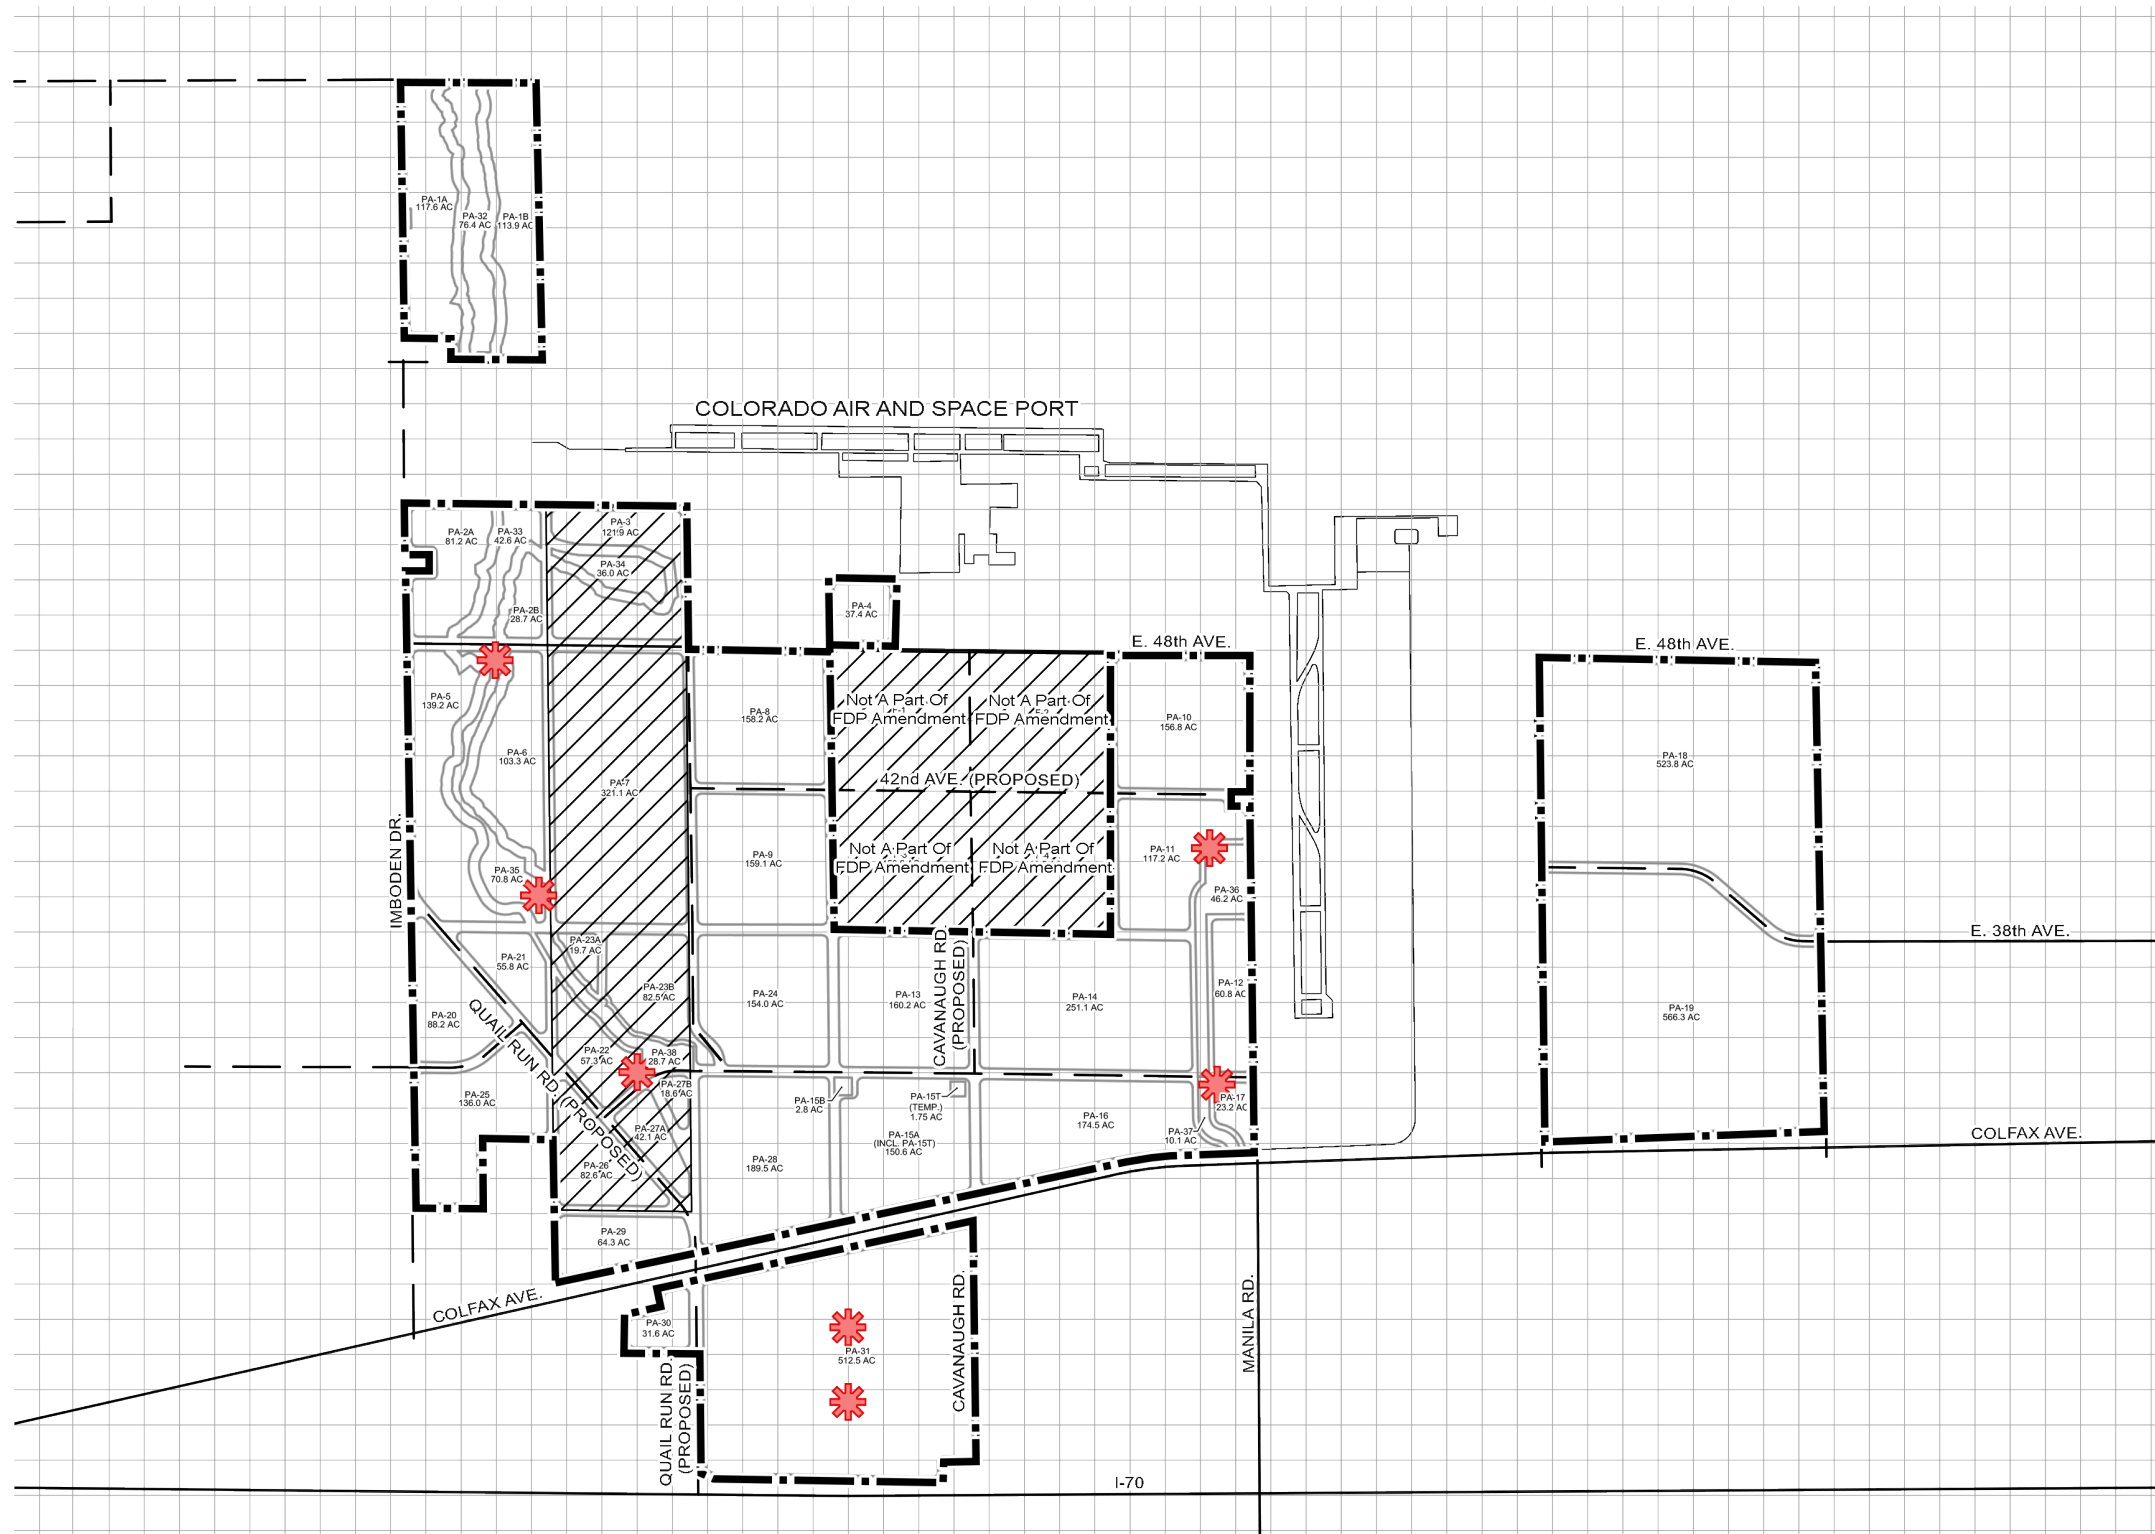 PA-1A
117.6 AC
PA-32
76.4 AC
PA-1B
113.9 AC
COLORADO AIR AND SPACE PORT
PA-2A
81.2 AC
PA-33
42.6 AC
PA-3
121.9 AC
PA-34
36.0 AC
PA-2B
28.7 AC
PA-4
37.4 AC
E. 48th AVE.
E. 48th AVE.
PA-5
139.2 AC
PA-6
103.3 AC
PA-7
321.1 AC
PA-8
158.2 AC
Not A Part Of
FDP Amendment
Not A Part Of
FDP Amendment
PA-10
156.8 AC
PA-18
523.8 AC
42nd AVE. (PROPOSED)
IMBODEN DR.
PA-35
70.8 AC
PA-9
159.1 AC
Not A Part Of
FDP Amendment
Not A Part Of
FDP Amendment
PA-11
117.2 AC
PA-36
46.2 AC
E. 38th AVE.
PA-21
55.8 AC
PA-23A
19.7 AC
PA-23B
82.5 AC
PA-24
154.0 AC
PA-13
160.2 AC
CAVANAUGH RD.
(PROPOSED)
PA-14
251.1 AC
PA-12
60.8 AC
PA-19
566.3 AC
PA-20
88.2 AC
QUAIL RUN RD. (PROPOSED)
PA-22
57.3 AC
PA-38
28.7 AC
PA-25
136.0 AC
PA-27B
18.6 AC
PA-15B
2.8 AC
PA-15T
(TEMP.)
1.75 AC
PA-17
23.2 AC
PA-27A
42.1 AC
PA-15A
(INCL. PA-15T)
150.6 AC
PA-16
174.5 AC
PA-37
10.1 AC
COLFAX AVE.
PA-26
82.6 AC
PA-28
189.5 AC
PA-29
64.3 AC
COLFAX AVE.
PA-30
31.6 AC
PA-31
512.5 AC
CAVANAUGH RD.
MANILA RD.
QUAIL RUN RD.
(PROPOSED)
I-70